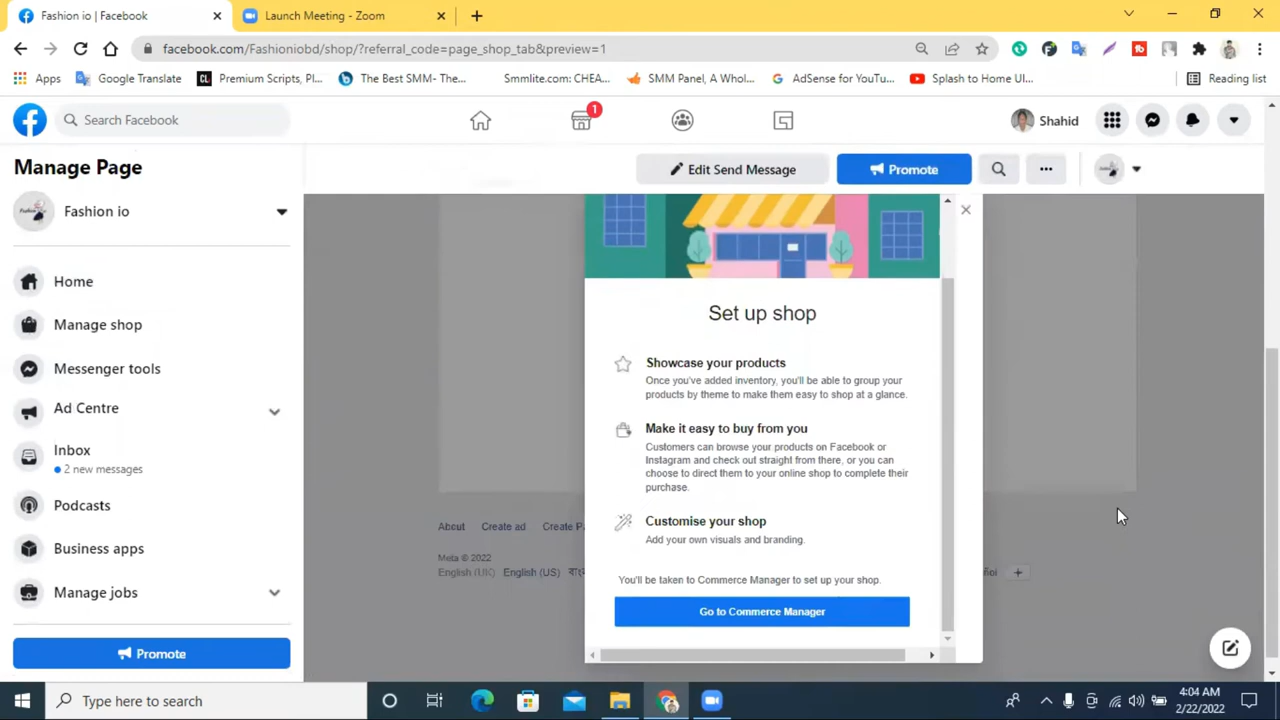 Fashion io | Facebook
Launch Meeting - Zoom
facebook.com/Fashioniobd/shop/?referral_code=page_shop_tab&preview=1
Apps
Google Translate
Premium Scripts, Pl...
The Best SMM- The...
Smmlite.com: CHEA...
SMM Panel, A Whol...
AdSense for YouTu...
Splash to Home UI...
Reading list
Search Facebook
1
Shahid
Manage Page
Edit Send Message
Promote
Fashion io
Home
Manage shop
Messenger tools
Ad Centre
Inbox
2 new messages
Podcasts
Business apps
Manage jobs
Promote
Set up shop
Showcase your products
Once you've added inventory, you'll be able to group your
products by theme to make them easy to shop at a glance.
Make it easy to buy from you
Customers can browse your products on Facebook or
Instagram and check out straight from there, or you can
choose to direct them to your online shop to complete their
purchase.
Customise your shop
Add your own visuals and branding.
You'll be taken to Commerce Manager to set up your shop.
Go to Commerce Manager
About Create ad Create P
Meta © 2022
English (UK) English (US)
Type here to search
4:04 AM
2/22/2022